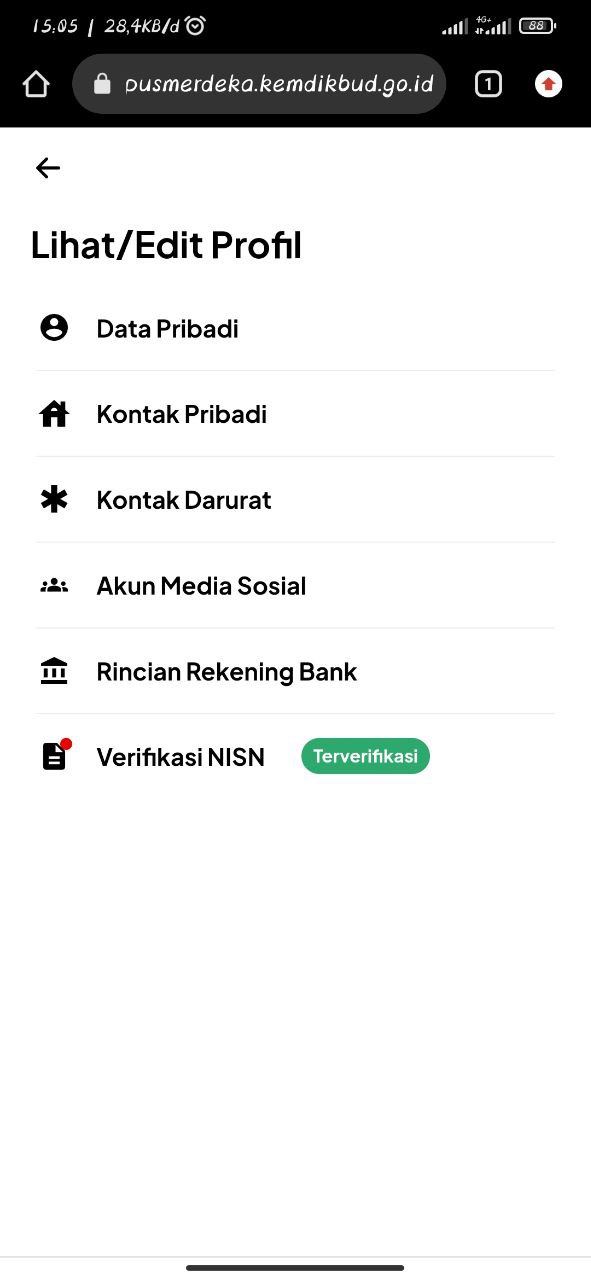 15:05 | 28,4KB/d
4G+
88
pusmerdeka.kemdikbud.go.id
1
Lihat/Edit Profil
Data Pribadi
Kontak Pribadi
Kontak Darurat
Akun Media Sosial
Rincian Rekening Bank
Verifikasi NISN Terverifikasi